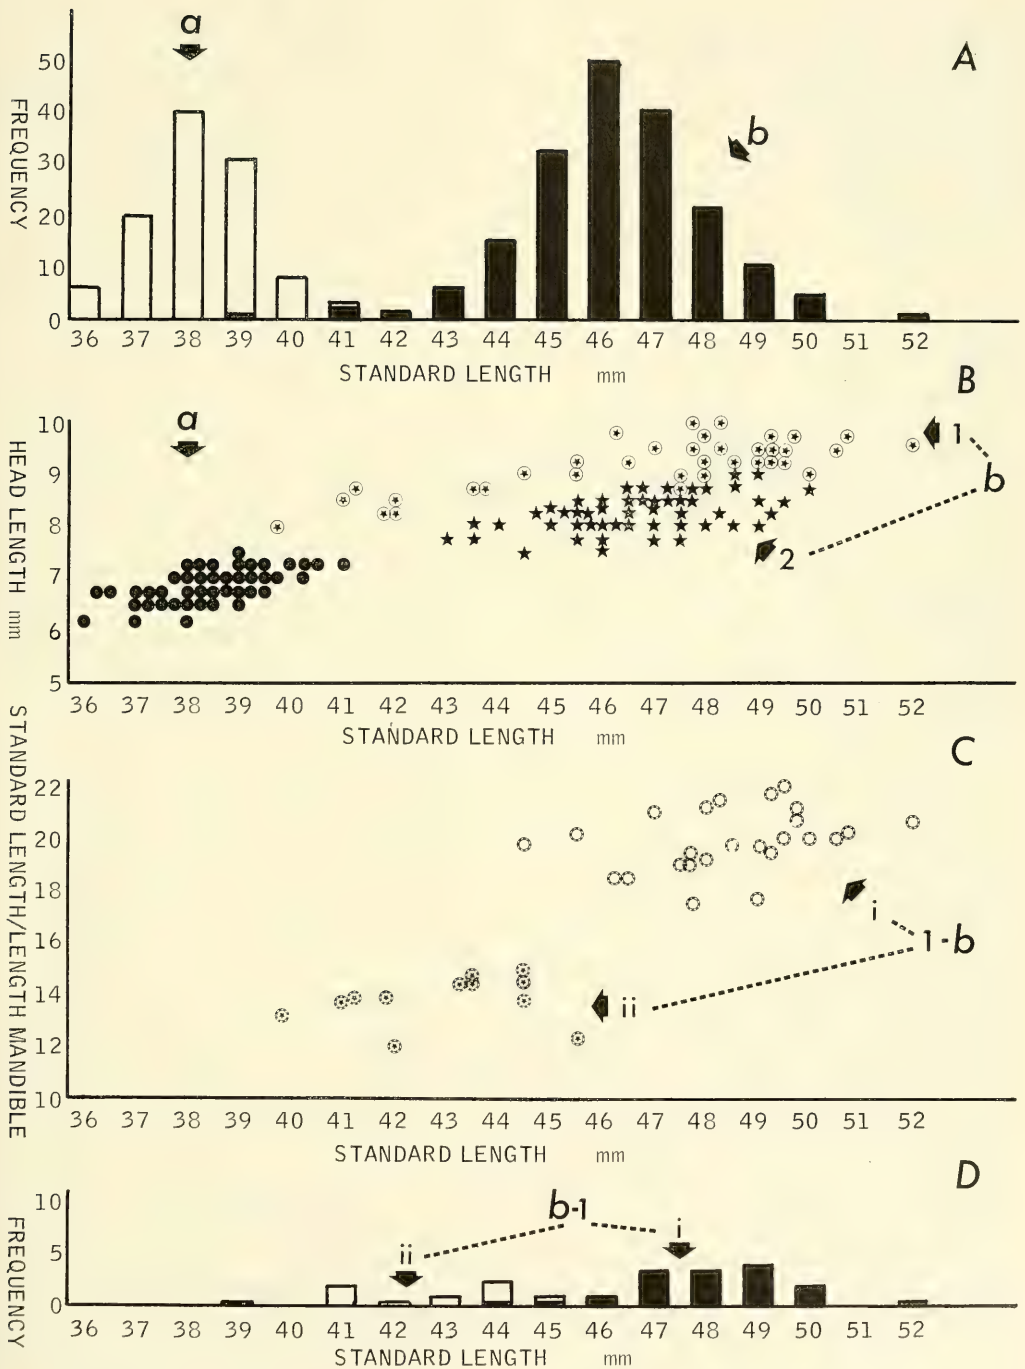 A
a
b
FREQUENCY
50
40
30
20
10
0
36 37 38 39 40 41 42 43 44 45 46 47 48 49 50 51 52
STANDARD LENGTH mm
B
a
1
b
2
HEAD LENGTH mm
10
9
8
7
6
5
36 37 38 39 40 41 42 43 44 45 46 47 48 49 50 51 52
STANDARD LENGTH mm
C
STANDARD LENGTH/LENGTH MANDIBLE
22
20
18
16
14
12
10
i
1-b
ii
36 37 38 39 40 41 42 43 44 45 46 47 48 49 50 51 52
STANDARD LENGTH mm
D
FREQUENCY
10
5
0
b-1
ii
i
36 37 38 39 40 41 42 43 44 45 46 47 48 49 50 51 52
STANDARD LENGTH mm